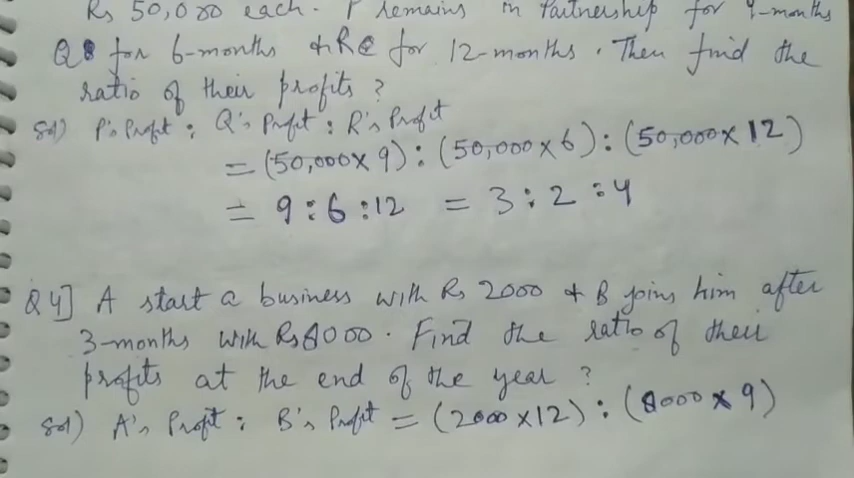 Rs 50,000 each. P remains in Partnership for 9-months
Q for 6-months & R for 12-months. Then find the
ratio of their profits?
Sol) P's Profit : Q's Profit : R's Profit
= (50,000 x 9) : (50,000 x 6) : (50,000 x 12)
= 9 : 6 : 12 = 3 : 2 : 4
Q4] A start a business with Rs 2000 & B joins him after
3-months with Rs 8000. Find the ratio of their
profits at the end of the year?
Sol) A's Profit : B's Profit = (2000 x 12) : (8000 x 9)